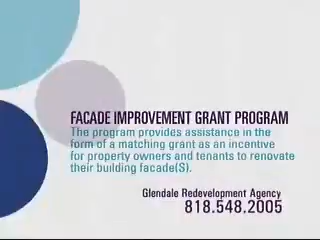 FACADE IMPROVEMENT GRANT PROGRAM
The program provides assistance in the
form of a matching grant as an incentive
for property owners and tenants to renovate
their building facade(S).
Glendale Redevelopment Agency
818.548.2005